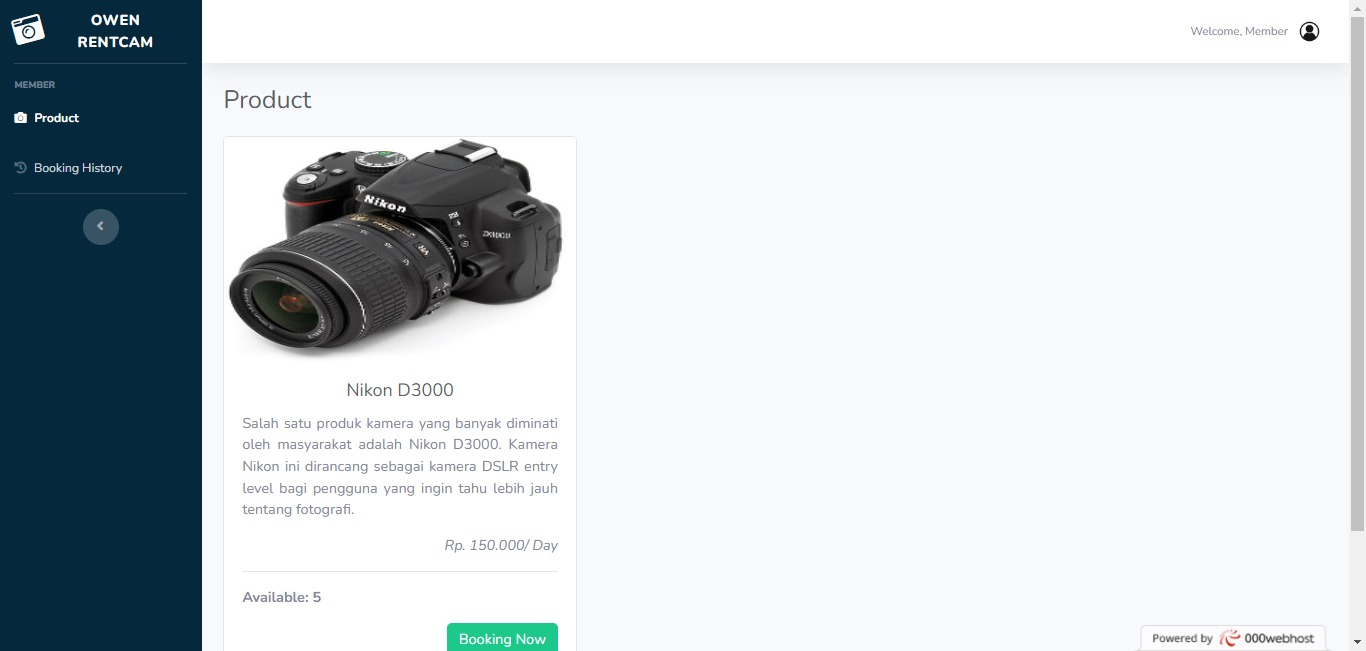 OWEN
RENTCAM
MEMBER
Product
Booking History
Welcome, Member
Product
Nikon
Nikon D3000
Salah satu produk kamera yang banyak diminati
oleh masyarakat adalah Nikon D3000. Kamera
Nikon ini dirancang sebagai kamera DSLR entry
level bagi pengguna yang ingin tahu lebih jauh
tentang fotografi.
Rp. 150.000/ Day
Available: 5
Booking Now
Powered by 000webhost